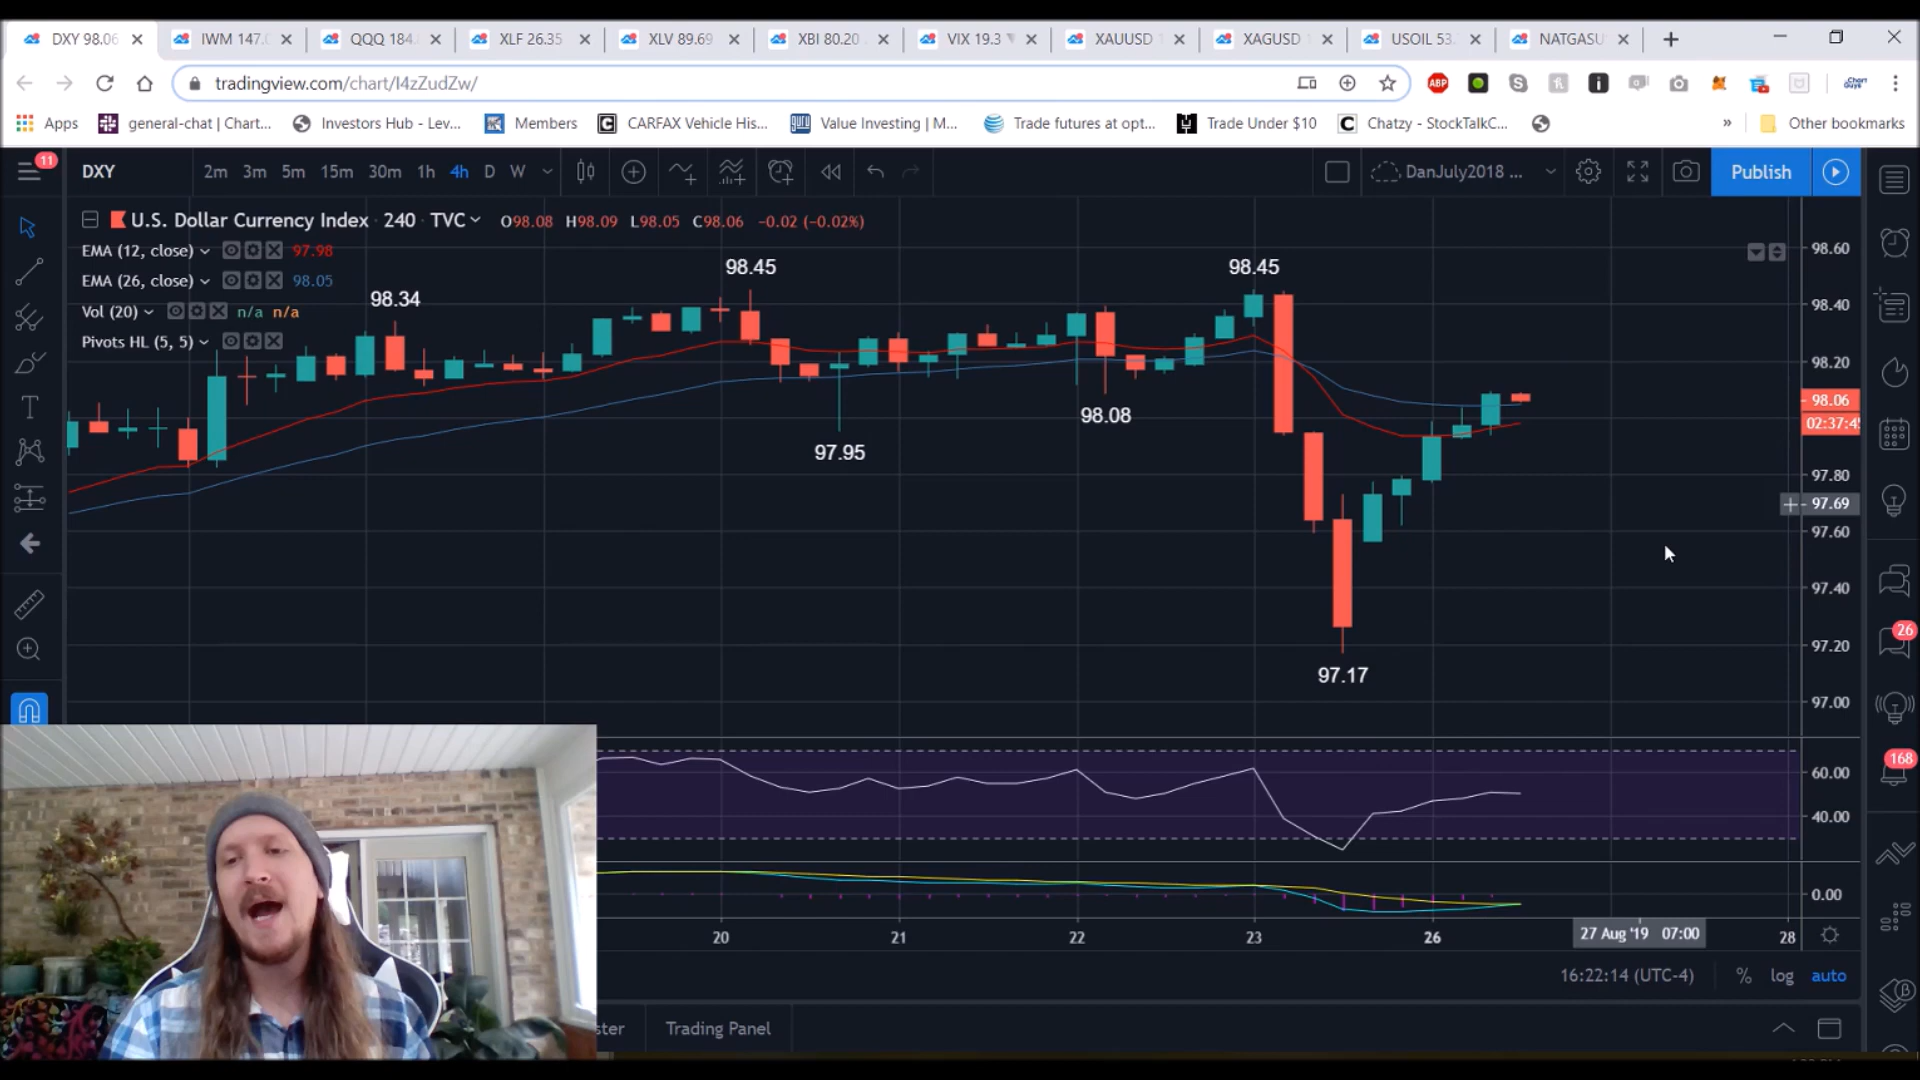 DXY 98.06 IWM 147.0 QQQ 184. XLF 26.35 XLV 89.69 XBI 80.20 VIX 19.3 XAUUSD XAGUSD USOIL 53. NATGASU
tradingview.com/chart/I4zZudZw/
ABP
Apps general-chat | Chart... Investors Hub - Lev... Members CARFAX Vehicle His... Value Investing | M... Trade futures at opt... Trade Under $10 Chatzy - StockTalkC... » Other bookmarks
11 DXY 2m 3m 5m 15m 30m 1h 4h D W DanJuly2018 ... Publish
U.S. Dollar Currency Index · 240 · TVC O98.08 H98.09 L98.05 C98.06 -0.02 (-0.02%)
EMA (12, close) 97.98
EMA (26, close) 98.05
Vol (20) n/a n/a
Pivots HL (5, 5)
98.34
98.45
98.45
97.95
98.08
97.17
98.60
98.40
98.20
98.06
02:37:4
97.80
97.69
97.60
97.40
97.20
97.00
26
168
60.00
40.00
0.00
20 21 22 23 26 27 Aug '19 07:00 28
16:22:14 (UTC-4) % log auto
ster Trading Panel